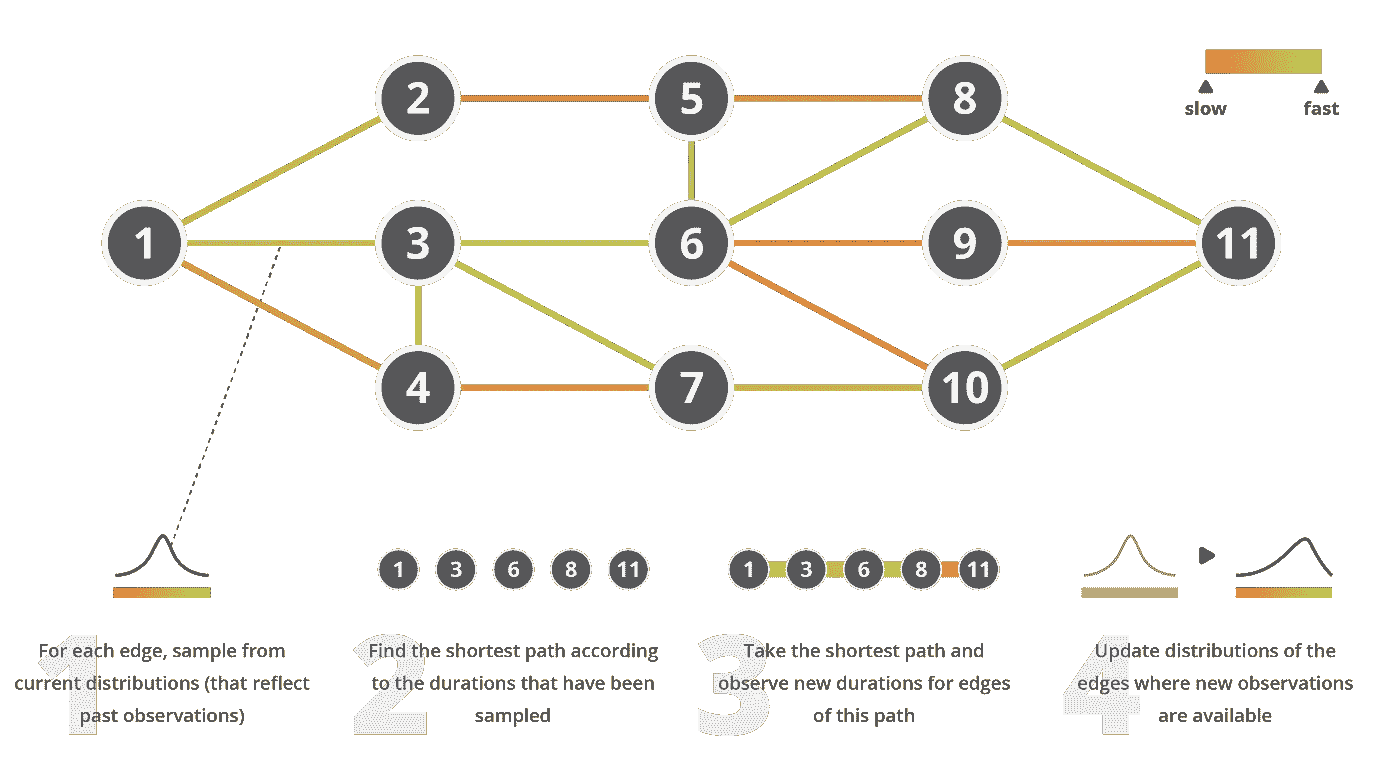 2
5
8
slow
fast
1
3
6
9
11
4
7
10
1
3
6
8
11
1
3
6
8
11
1
For each edge, sample from
current distributions (that reflect
past observations)
2
Find the shortest path according
to the durations that have been
sampled
3
Take the shortest path and
observe new durations for edges
of this path
4
Update distributions of the
edges where new observations
are available